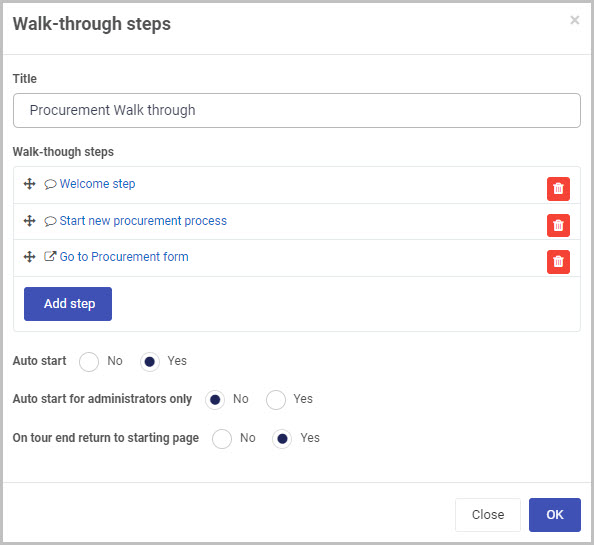 Walk-through steps
×
Title
Procurement Walk through
Walk-though steps
Welcome step
Start new procurement process
Go to Procurement form
Add step
Auto start No Yes
Auto start for administrators only No Yes
On tour end return to starting page No Yes
Close OK